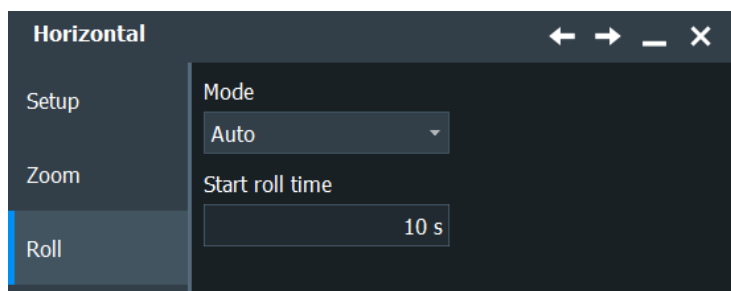 Horizontal
Setup
Zoom
Roll
Mode
Auto
Start roll time
10 s